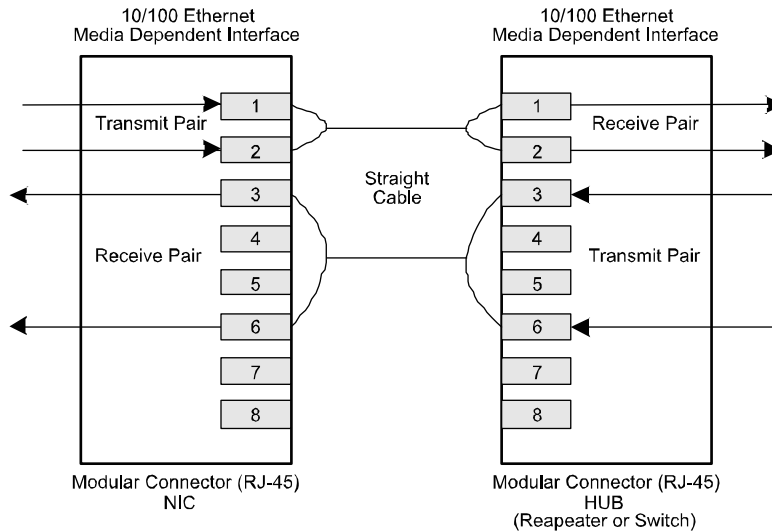 10/100 Ethernet
Media Dependent Interface
10/100 Ethernet
Media Dependent Interface
1
Transmit Pair
2
3
4
Receive Pair
5
6
7
8
Straight
Cable
1
Receive Pair
2
3
4
Transmit Pair
5
6
7
8
Modular Connector (RJ-45)
NIC
Modular Connector (RJ-45)
HUB
(Reapeater or Switch)